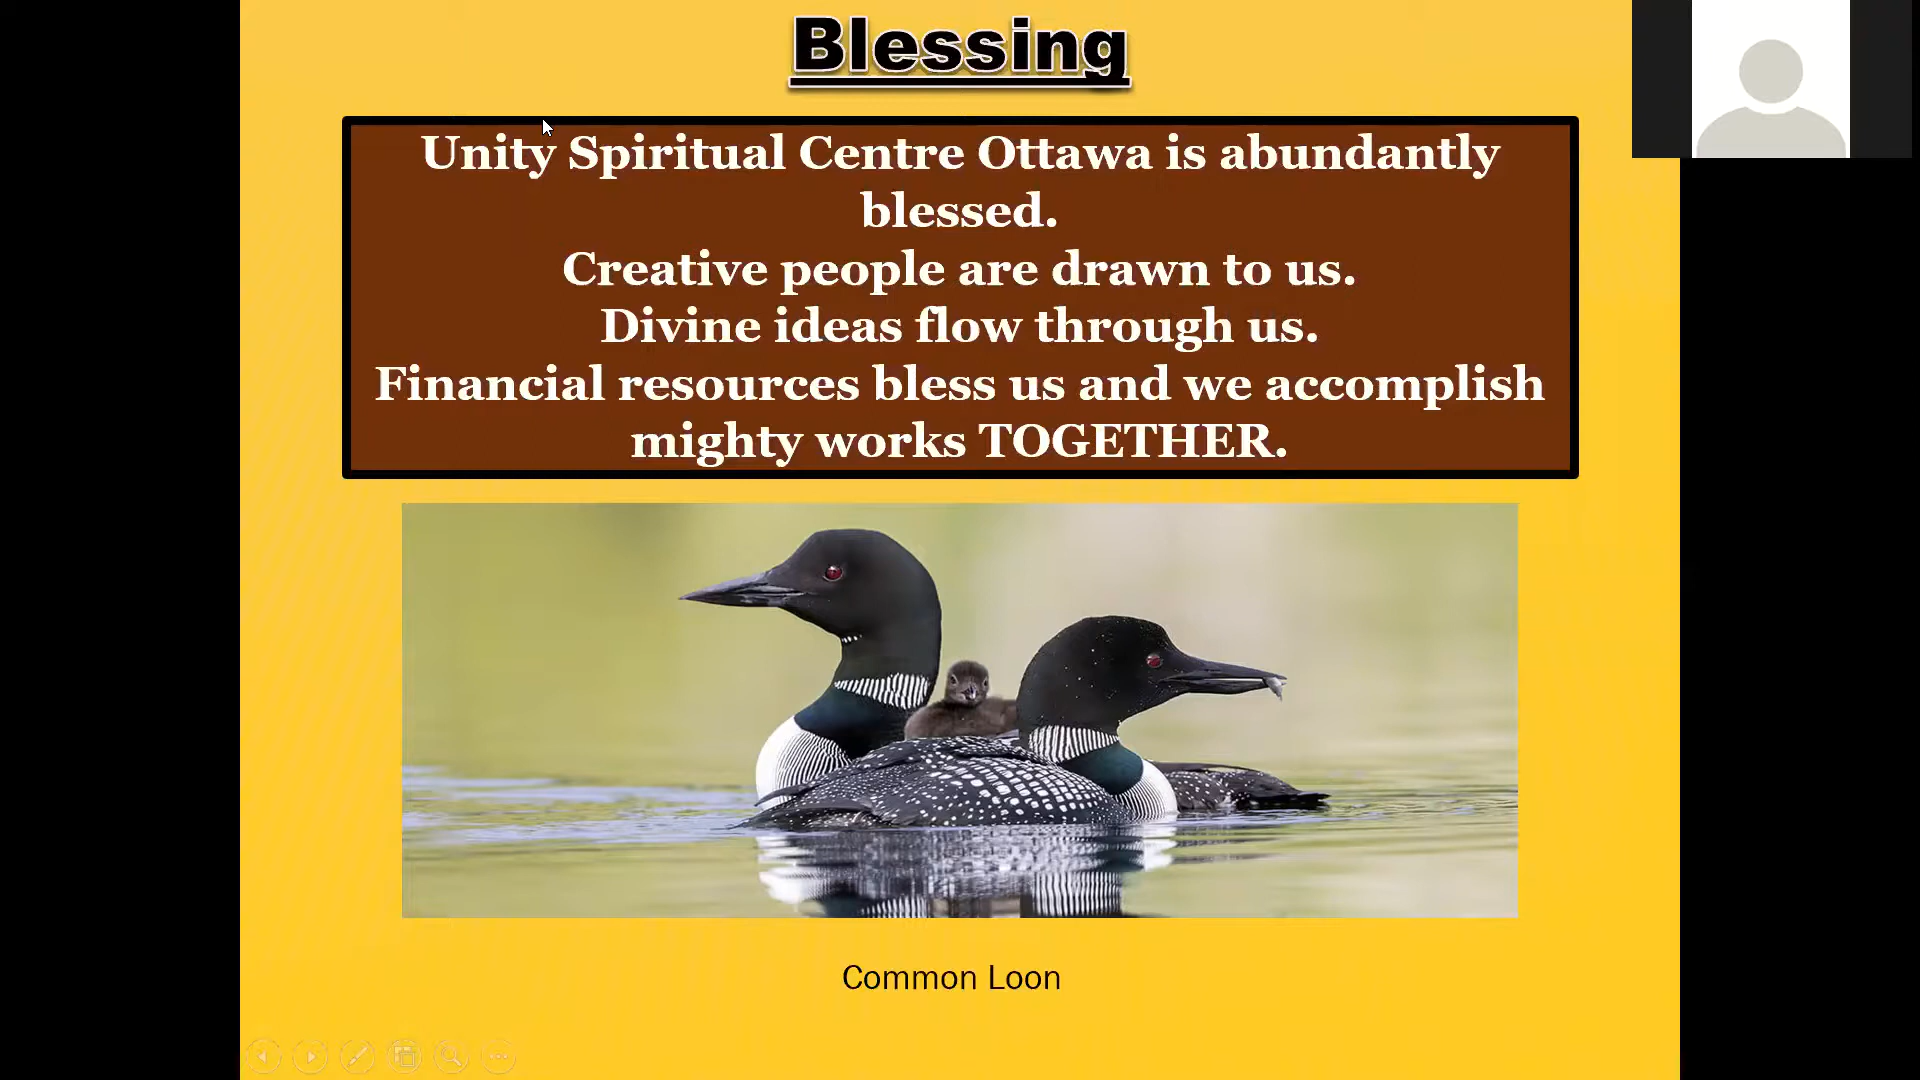 Blessing
Unity Spiritual Centre Ottawa is abundantly
blessed.
Creative people are drawn to us.
Divine ideas flow through us.
Financial resources bless us and we accomplish
mighty works TOGETHER.
Common Loon